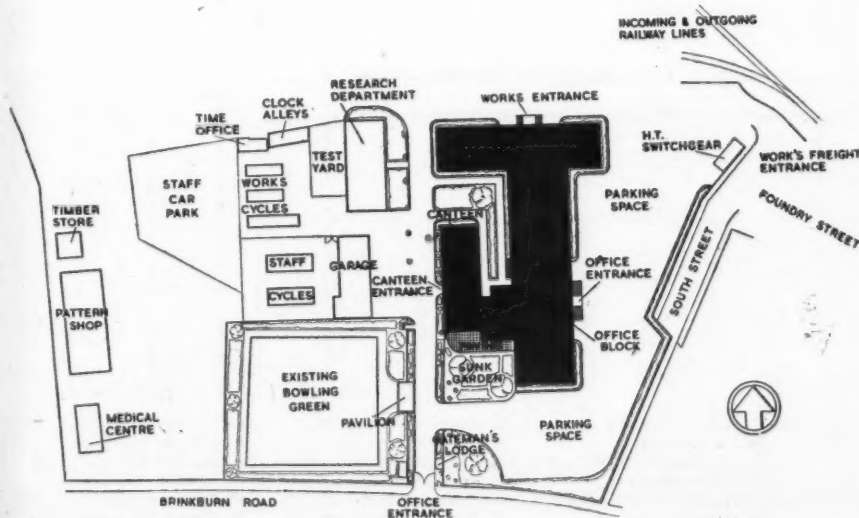 INCOMING & OUTGOING
RAILWAY LINES
RESEARCH
DEPARTMENT
CLOCK
ALLEYS
WORKS ENTRANCE
TIME
OFFICE
H.T.
SWITCHGEAR
TEST
YARD
WORK'S FREIGHT
ENTRANCE
STAFF
CAR
PARK
WORKS
CYCLES
PARKING
SPACE
FOUNDRY STREET
TIMBER
STORE
CANTEEN
STAFF
CYCLES
GARAGE
OFFICE
ENTRANCE
SOUTH STREET
CANTEEN
ENTRANCE
PATTERN
SHOP
OFFICE
BLOCK
SUNK
GARDEN
EXISTING
BOWLING
GREEN
PAVILION
MEDICAL
CENTRE
PARKING
SPACE
GATEMAN'S
LODGE
BRINKBURN ROAD
OFFICE
ENTRANCE